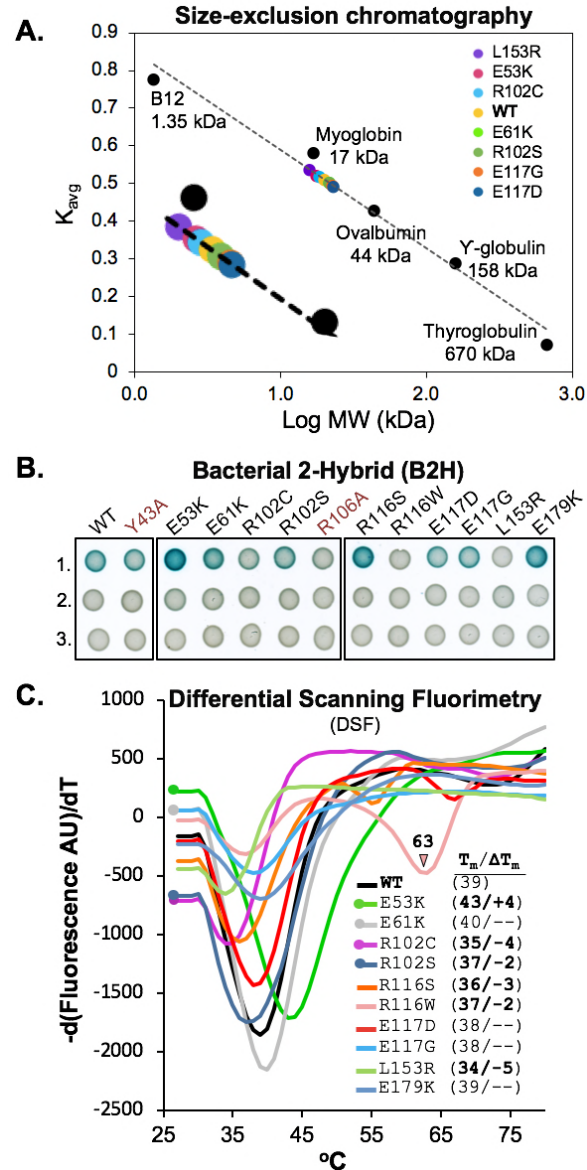 A.
Size-exclusion chromatography
Kavg
0.9
0.8
0.7
0.6
0.5
0.4
0.3
0.2
0.1
0
B12
1.35 kDa
Myoglobin
17 kDa
Ovalbumin
44 kDa
ϒ-globulin
158 kDa
Thyroglobulin
670 kDa
L153R
E53K
R102C
WT
E61K
R102S
E117G
E117D
0.0 1.0 2.0 3.0
Log MW (kDa)
B.
Bacterial 2-Hybrid (B2H)
WT Y43A E53K E61K R102C R102S R106A R116S R116W E117D E117G L153R E179K
1.
2.
3.
C.
Differential Scanning Fluorimetry
(DSF)
-d(Fluorescence AU)/dT
1000
500
0
-500
-1000
-1500
-2000
-2500
63
Tm/ΔTm
WT (39)
E53K (43/+4)
E61K (40/--)
R102C (35/-4)
R102S (37/-2)
R116S (36/-3)
R116W (37/-2)
E117D (38/--)
E117G (38/--)
L153R (34/-5)
E179K (39/--)
25 35 45 55 65 75
oC